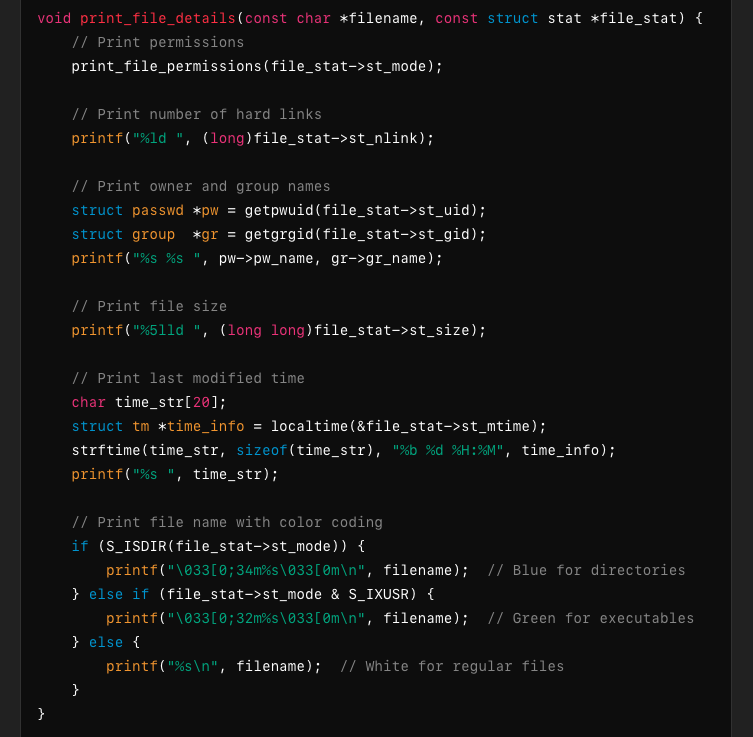 void print_file_details(const char *filename, const struct stat *file_stat) {
    // Print permissions
    print_file_permissions(file_stat->st_mode);

    // Print number of hard links
    printf("%ld ", (long)file_stat->st_nlink);

    // Print owner and group names
    struct passwd *pw = getpwuid(file_stat->st_uid);
    struct group  *gr = getgrgid(file_stat->st_gid);
    printf("%s %s ", pw->pw_name, gr->gr_name);

    // Print file size
    printf("%5lld ", (long long)file_stat->st_size);

    // Print last modified time
    char time_str[20];
    struct tm *time_info = localtime(&file_stat->st_mtime);
    strftime(time_str, sizeof(time_str), "%b %d %H:%M", time_info);
    printf("%s ", time_str);

    // Print file name with color coding
    if (S_ISDIR(file_stat->st_mode)) {
        printf("\033[0;34m%s\033[0m\n", filename);  // Blue for directories
    } else if (file_stat->st_mode & S_IXUSR) {
        printf("\033[0;32m%s\033[0m\n", filename);  // Green for executables
    } else {
        printf("%s\n", filename);  // White for regular files
    }
}